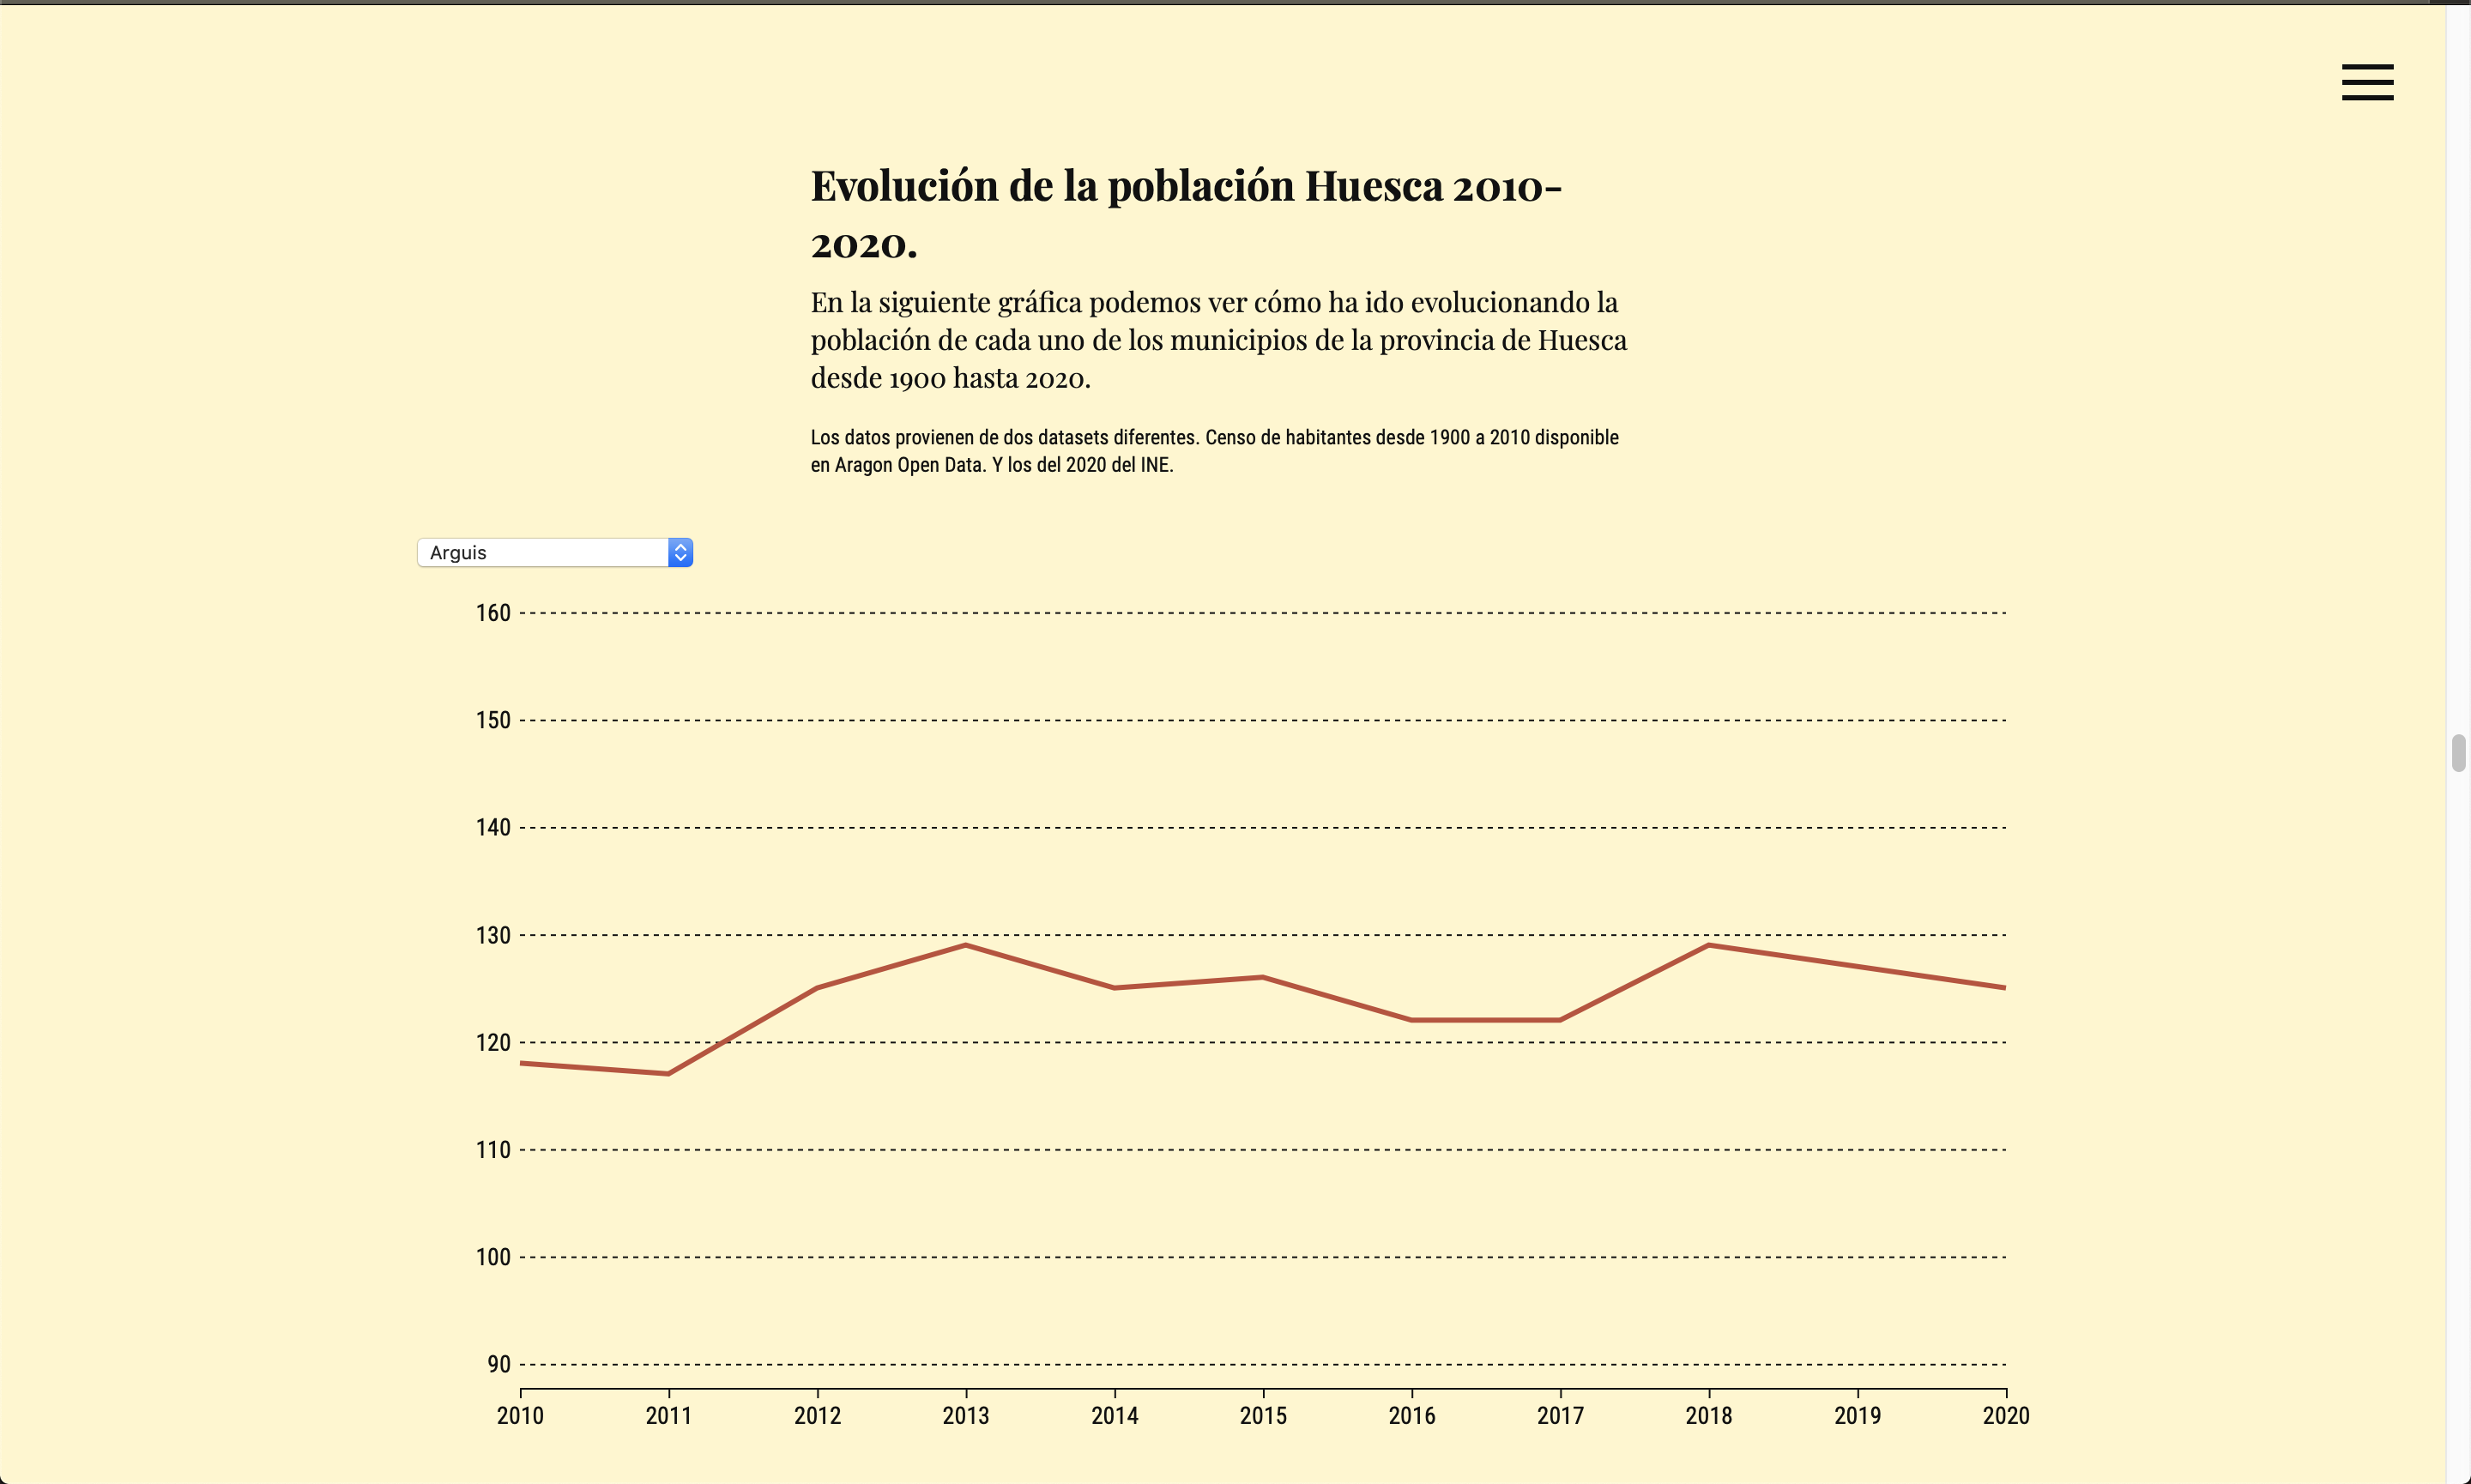 Evolución de la población Huesca 2010-
2020.
En la siguiente gráfica podemos ver cómo ha ido evolucionando la
población de cada uno de los municipios de la provincia de Huesca
desde 1900 hasta 2020.
Los datos provienen de dos datasets diferentes. Censo de habitantes desde 1900 a 2010 disponible
en Aragon Open Data. Y los del 2020 del INE.
Arguis
160
150
140
130
120
110
100
90
2010 2011 2012 2013 2014 2015 2016 2017 2018 2019 2020